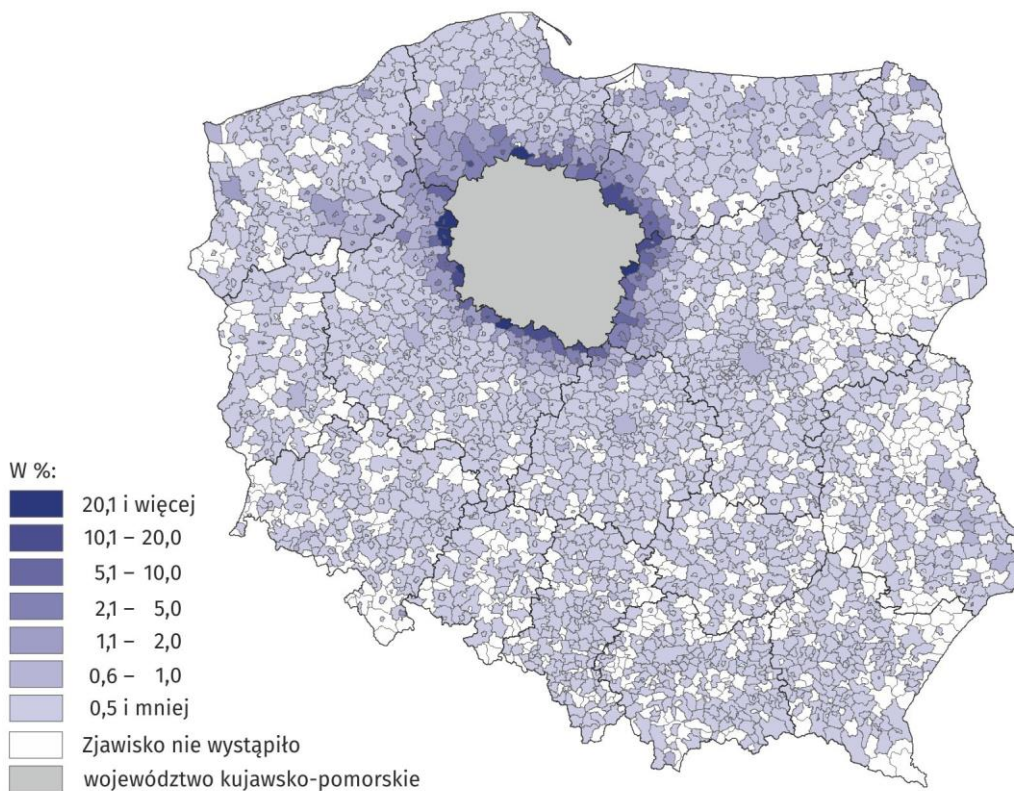 W %:
20,1 i więcej
10,1 – 20,0
5,1 – 10,0
2,1 – 5,0
1,1 – 2,0
0,6 – 1,0
0,5 i mniej
Zjawisko nie wystąpiło
województwo kujawsko-pomorskie